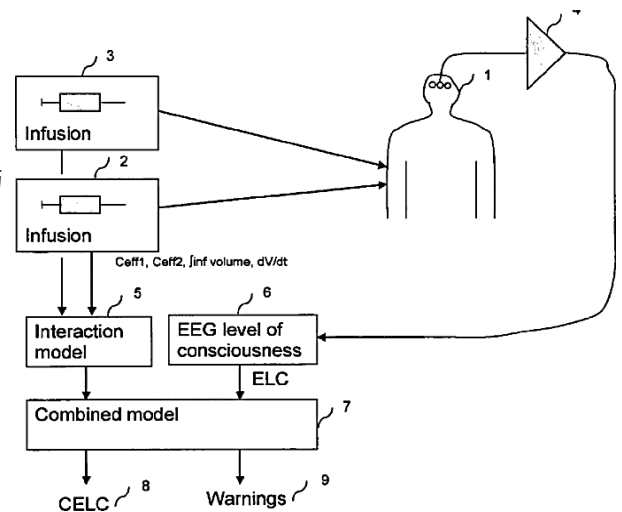 4
3
1
Infusion
2
Infusion
Ceff1, Ceff2, ∫inf volume, dV/dt
5
6
Interaction
model
EEG level of
consciousness
ELC
Combined model
7
CELC
8
Warnings
9